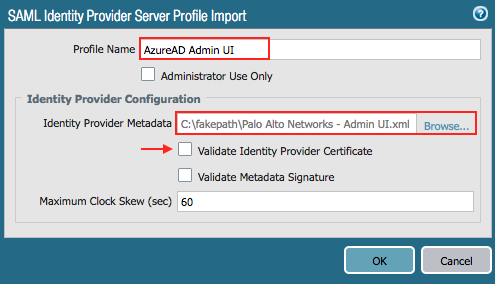 SAML Identity Provider Server Profile Import
Profile Name AzureAD Admin UI
Administrator Use Only
Identity Provider Configuration
Identity Provider Metadata C:\fakepath\Palo Alto Networks - Admin UI.xml Browse...
Validate Identity Provider Certificate
Validate Metadata Signature
Maximum Clock Skew (sec) 60
OK Cancel